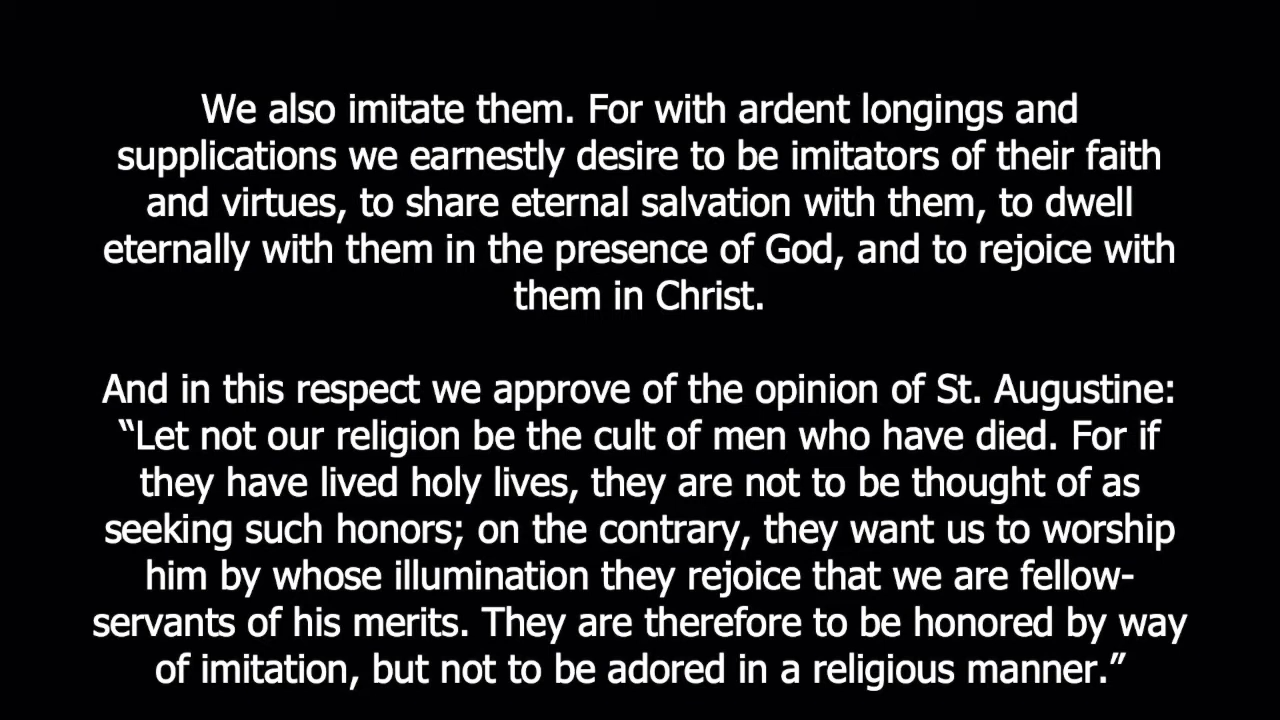 We also imitate them. For with ardent longings and
supplications we earnestly desire to be imitators of their faith
and virtues, to share eternal salvation with them, to dwell
eternally with them in the presence of God, and to rejoice with
them in Christ.
And in this respect we approve of the opinion of St. Augustine:
“Let not our religion be the cult of men who have died. For if
they have lived holy lives, they are not to be thought of as
seeking such honors; on the contrary, they want us to worship
him by whose illumination they rejoice that we are fellow-
servants of his merits. They are therefore to be honored by way
of imitation, but not to be adored in a religious manner.”